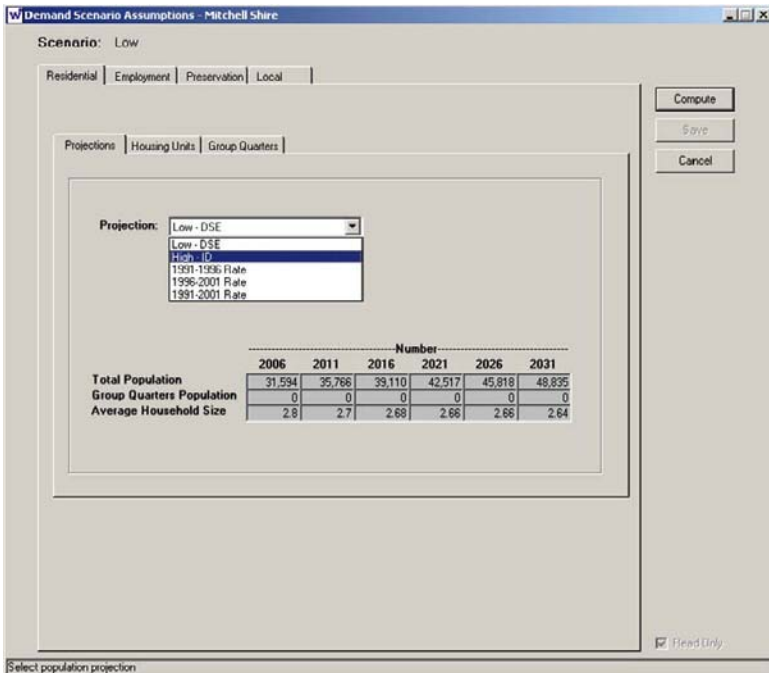 W Demand Scenario Assumptions - Mitchell Shire
Scenario: Low
Residential Employment Preservation Local
Compute
Save
Cancel
Projections Housing Units Group Quarters
Projection: Low - DSE
Low - DSE
High - ID
1991-1996 Rate
1996-2001 Rate
1991-2001 Rate
Number
2006 2011 2016 2021 2026 2031
Total Population 31,594 35,766 39,110 42,517 45,818 48,835
Group Quarters Population 0 0 0 0 0 0
Average Household Size 2.8 2.7 2.68 2.66 2.66 2.64
Read Only
Select population projection